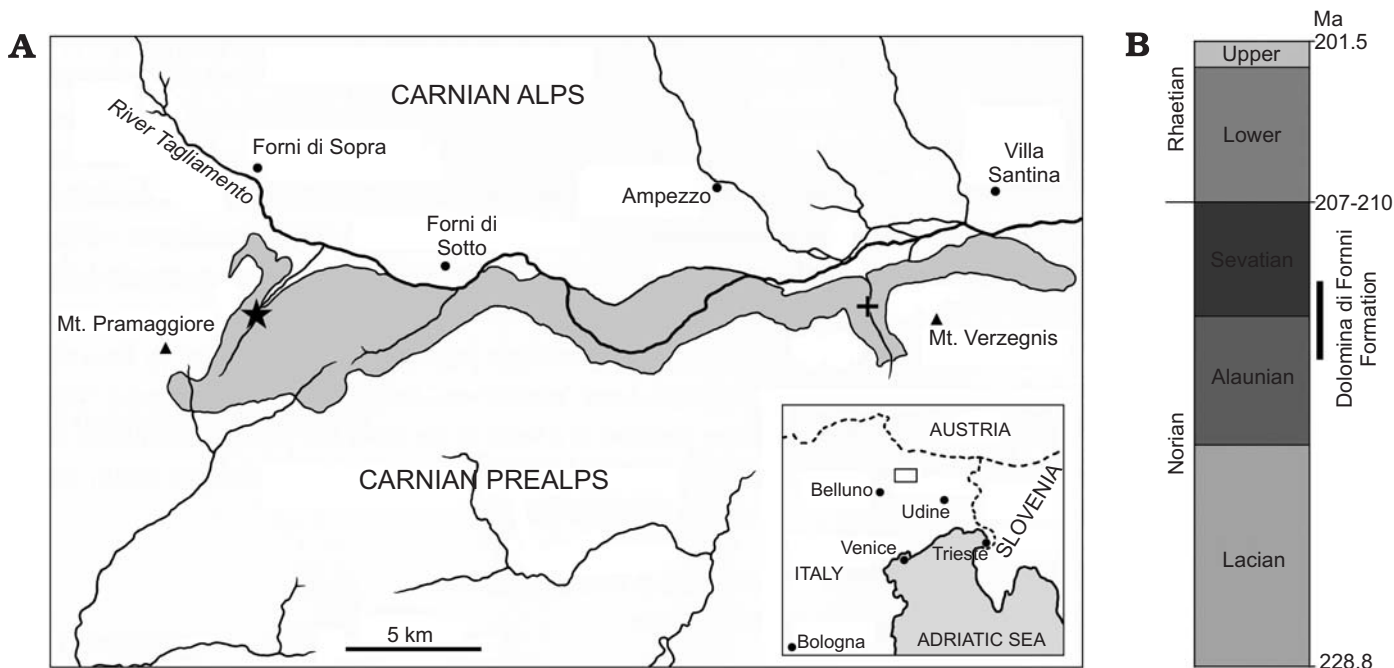 A
CARNIAN ALPS
River Tagliamento
Forni di Sopra
Ampezzo
Villa
Santina
Forni di
Sotto
Mt. Pramaggiore
Mt. Verzegnis
CARNIAN PREALPS
5 km
AUSTRIA
Belluno
Udine
SLOVENIA
Venice
Trieste
ITALY
Bologna
ADRIATIC SEA
B
Ma
201.5
Upper
Rhaetian
Lower
207-210
Sevatian
Dolomina di Fornni
Formation
Alaunian
Norian
Lacian
228.8